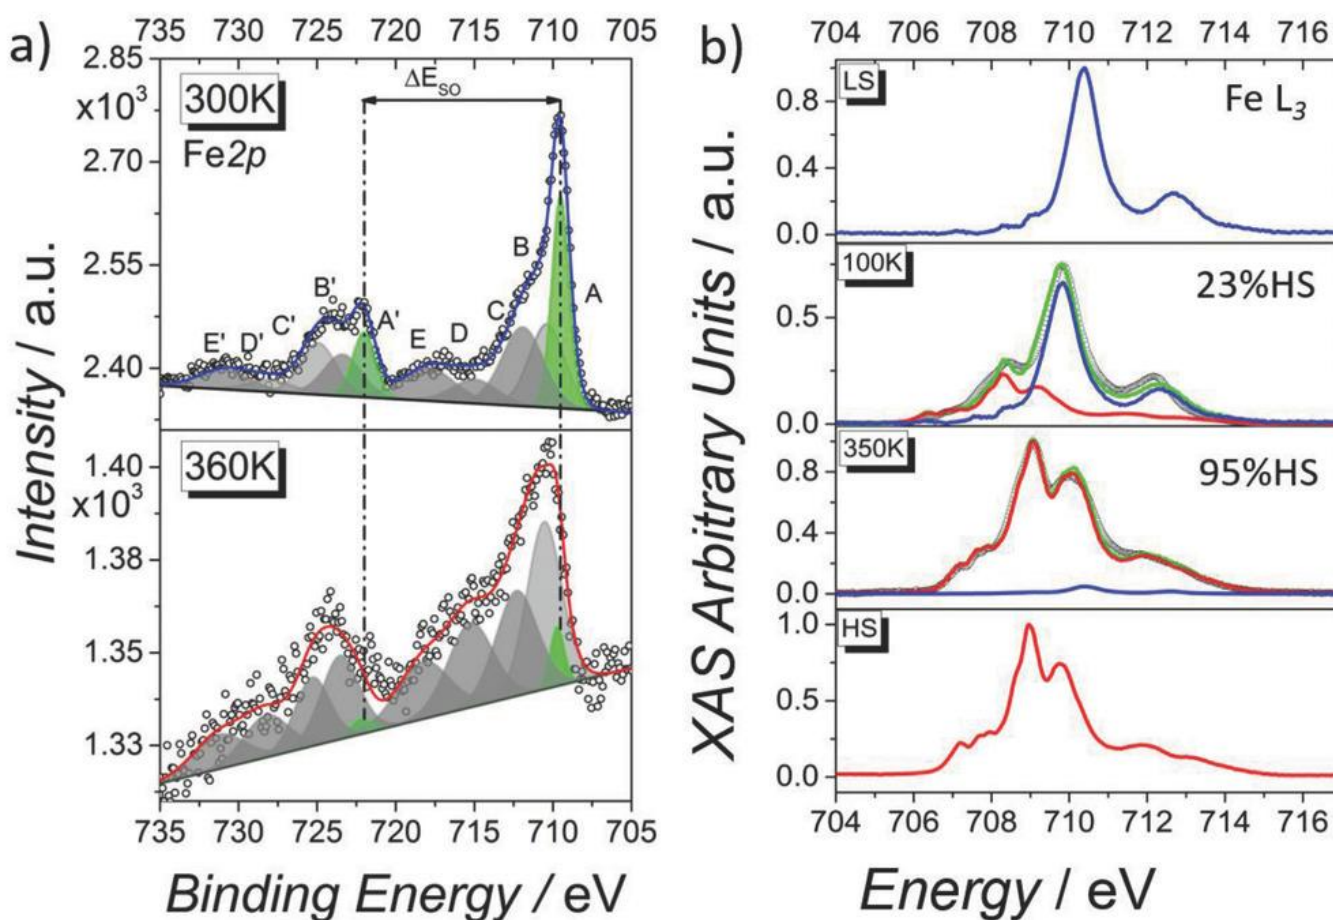 a)
735 730 725 720 715 710 705
2.85
x10³
2.70
2.55
2.40
300K
Fe2p
ΔE_SO
A
B
C
D
E
A'
B'
C'
D'
E'
Intensity / a.u.
360K
1.40
x10³
1.38
1.35
1.33
735 730 725 720 715 710 705
Binding Energy / eV
b)
704 706 708 710 712 714 716
LS
Fe L₃
0.8
0.4
0.0
100K
23%HS
0.5
0.0
350K
95%HS
0.8
0.4
0.0
HS
1.0
0.5
0.0
XAS Arbitrary Units / a.u.
704 706 708 710 712 714 716
Energy / eV